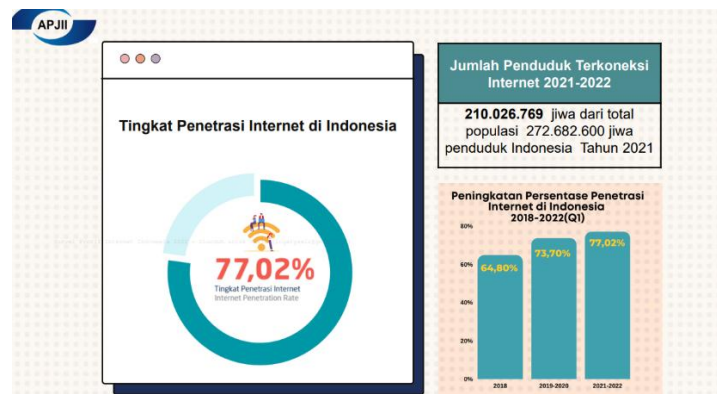 APJII
Tingkat Penetrasi Internet di Indonesia
77,02%
Tingkat Penetrasi Internet
Internet Penetration Rate
Jumlah Penduduk Terkoneksi
Internet 2021-2022
210.026.769 jiwa dari total
populasi 272.682.600 jiwa
penduduk Indonesia Tahun 2021
Peningkatan Persentase Penetrasi
Internet di Indonesia
2018-2022(Q1)
80%
60%
40%
20%
0%
64,80%
73,70%
77,02%
2018
2019-2020
2021-2022